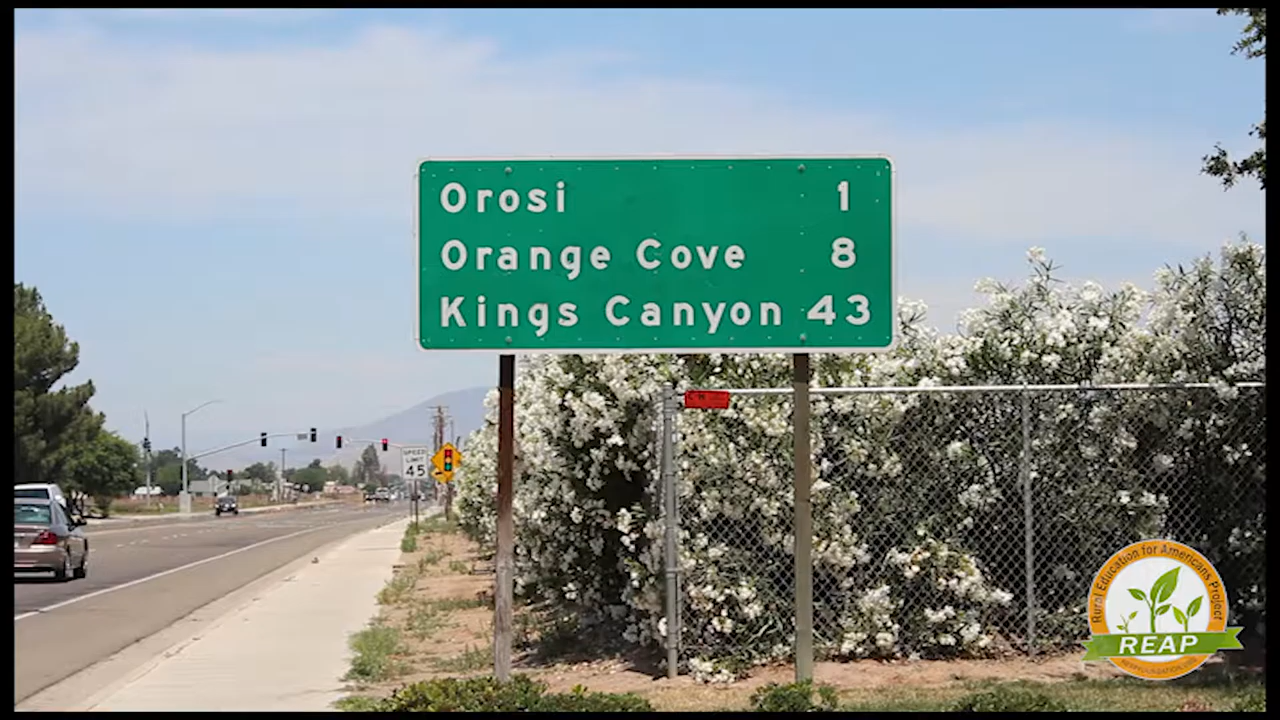 Orosi 1
Orange Cove 8
Kings Canyon 43
SPEED
LIMIT
45
Rural Education for Americans Project
REAP